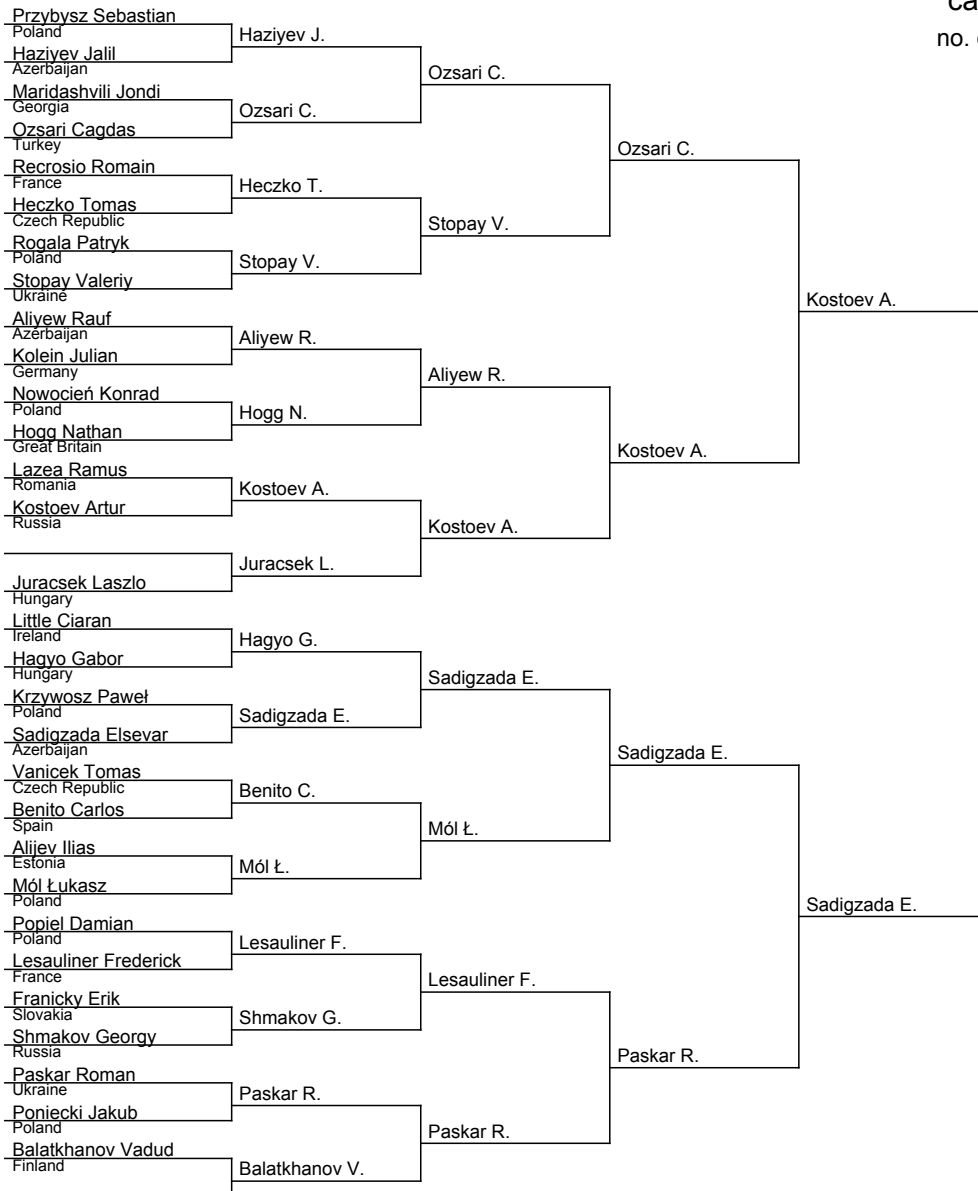 ca
no.
Przybysz Sebastian
Poland
Haziyev J.
Haziyev Jalil
Azerbaijan
Ozsari C.
Maridashvili Jondi
Georgia
Ozsari C.
Ozsari Cagdas
Turkey
Ozsari C.
Recrosio Romain
France
Heczko T.
Heczko Tomas
Czech Republic
Stopay V.
Rogala Patryk
Poland
Stopay V.
Stopay Valeriy
Ukraine
Kostoev A.
Aliyew Rauf
Azerbaijan
Aliyew R.
Kolein Julian
Germany
Aliyew R.
Nowocień Konrad
Poland
Hogg N.
Hogg Nathan
Great Britain
Kostoev A.
Lazea Ramus
Romania
Kostoev A.
Kostoev Artur
Russia
Kostoev A.
Juracsek L.
Juracsek Laszlo
Hungary
Little Ciaran
Ireland
Hagyo G.
Hagyo Gabor
Hungary
Sadigzada E.
Krzywosz Paweł
Poland
Sadigzada E.
Sadigzada Elsevar
Azerbaijan
Sadigzada E.
Vanicek Tomas
Czech Republic
Benito C.
Benito Carlos
Spain
Mól Ł.
Alijev Ilias
Estonia
Mól Ł.
Mól Łukasz
Poland
Sadigzada E.
Popiel Damian
Poland
Lesauliner F.
Lesauliner Frederick
France
Lesauliner F.
Franicky Erik
Slovakia
Shmakov G.
Shmakov Georgy
Russia
Paskar R.
Paskar Roman
Ukraine
Paskar R.
Poniecki Jakub
Poland
Paskar R.
Balatkhanov Vadud
Finland
Balatkhanov V.